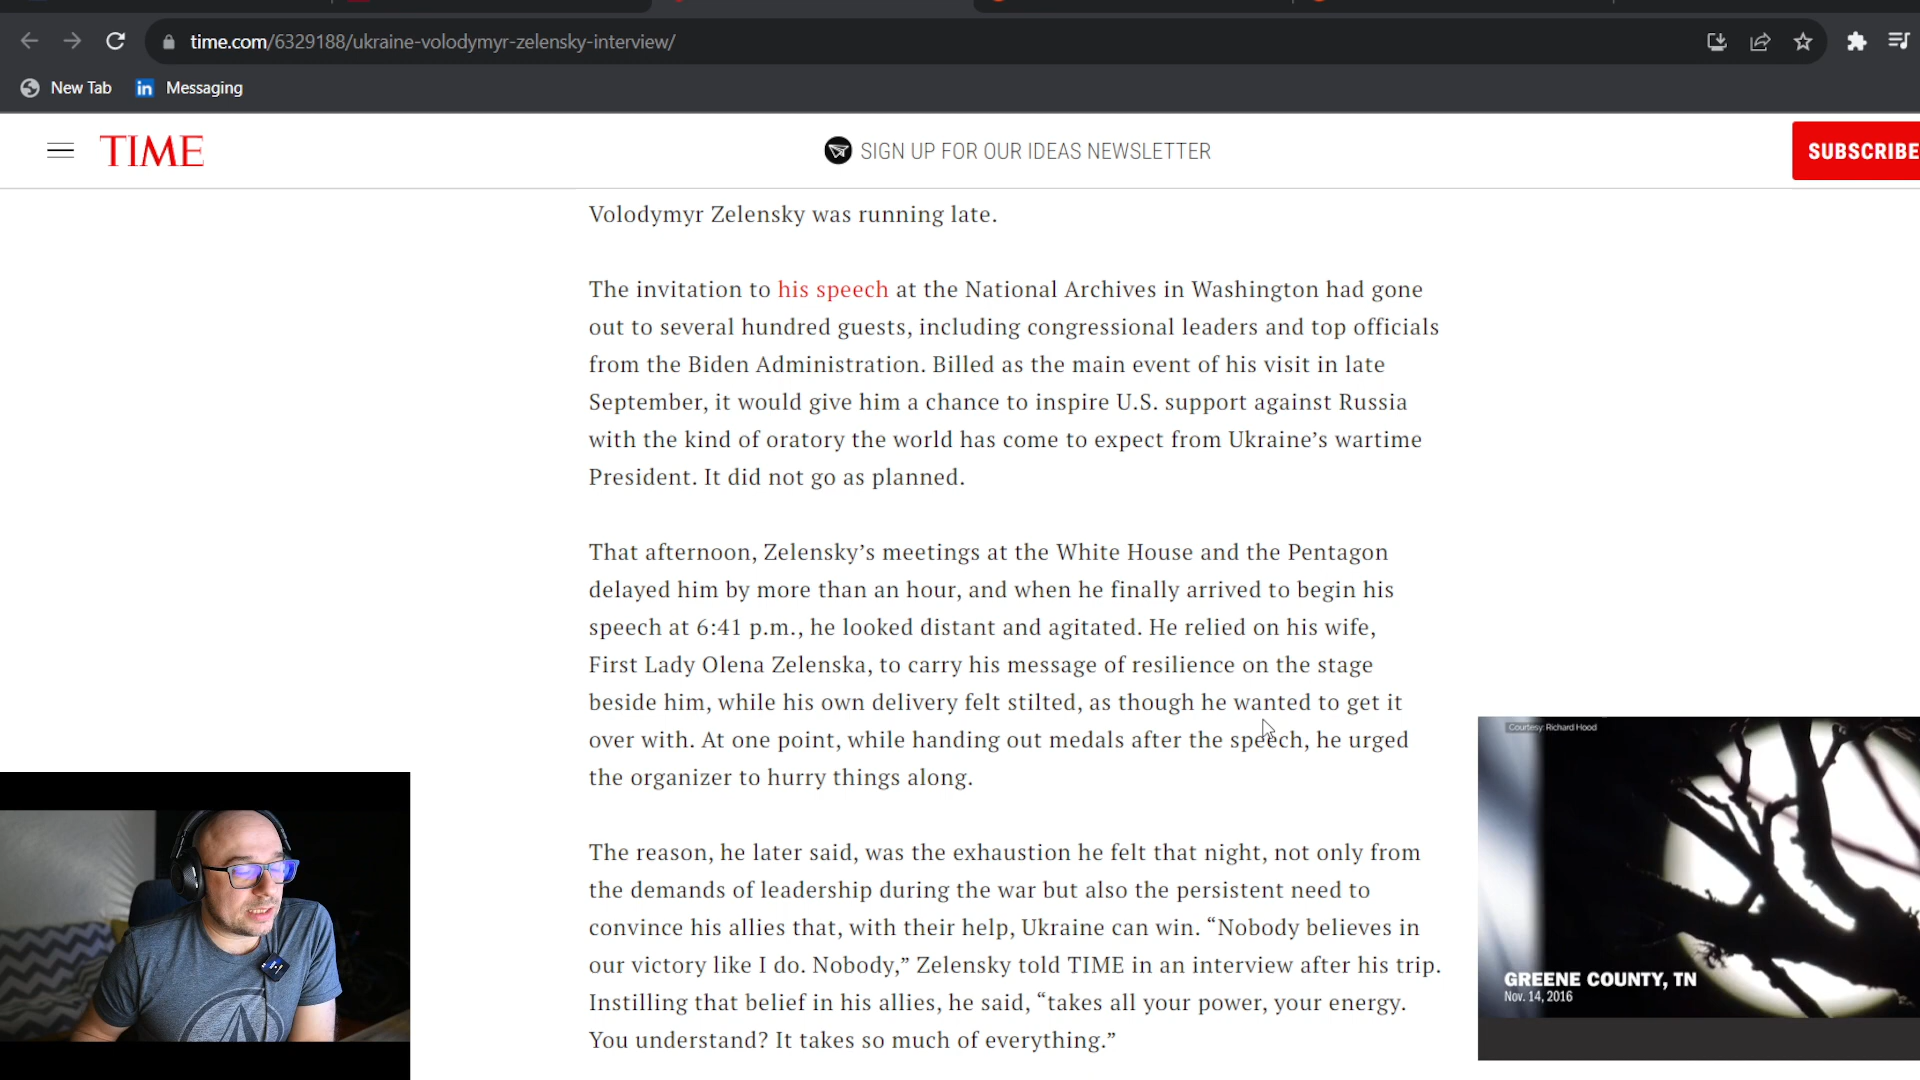 time.com/6329188/ukraine-volodymyr-zelensky-interview/
New Tab
in Messaging
TIME
SIGN UP FOR OUR IDEAS NEWSLETTER
SUBSCRIBE
Volodymyr Zelensky was running late.
The invitation to his speech at the National Archives in Washington had gone
out to several hundred guests, including congressional leaders and top officials
from the Biden Administration. Billed as the main event of his visit in late
September, it would give him a chance to inspire U.S. support against Russia
with the kind of oratory the world has come to expect from Ukraine’s wartime
President. It did not go as planned.
That afternoon, Zelensky’s meetings at the White House and the Pentagon
delayed him by more than an hour, and when he finally arrived to begin his
speech at 6:41 p.m., he looked distant and agitated. He relied on his wife,
First Lady Olena Zelenska, to carry his message of resilience on the stage
beside him, while his own delivery felt stilted, as though he wanted to get it
over with. At one point, while handing out medals after the speech, he urged
the organizer to hurry things along.
The reason, he later said, was the exhaustion he felt that night, not only from
the demands of leadership during the war but also the persistent need to
convince his allies that, with their help, Ukraine can win. “Nobody believes in
our victory like I do. Nobody,” Zelensky told TIME in an interview after his trip.
Instilling that belief in his allies, he said, “takes all your power, your energy.
You understand? It takes so much of everything.”
Courtesy: Richard Hood
GREENE COUNTY, TN
Nov. 14, 2016